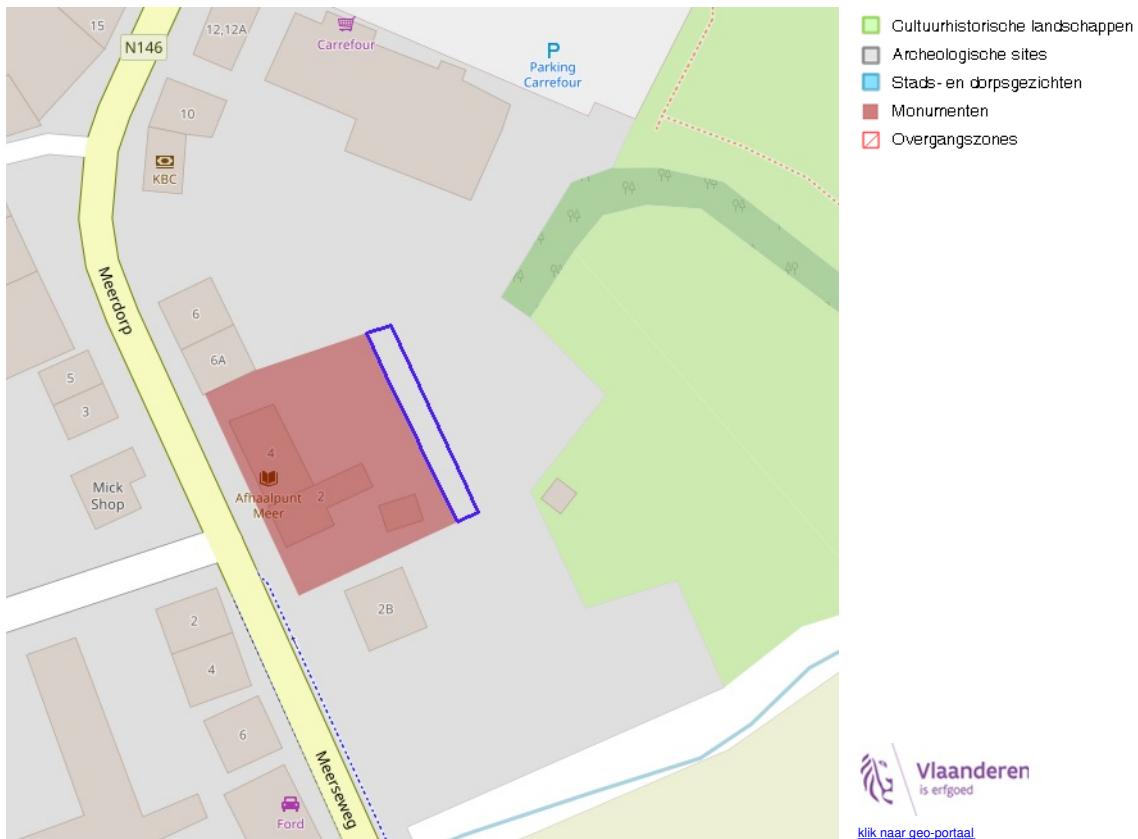 15
12,12A
N146
Carrefour
P
Parking
Carrefour
10
KBC
Meerdorp
6
6A
5
3
Mick
Shop
4
Afhaalpunt
Meer
2
2B
2
4
6
Meerseweg
Ford
Cultuurhistorische landschappen
Archeologische sites
Stads- en dorpsgezichten
Monumenten
Overgangszones
Vlaanderen
is erfgoed
klik naar geo-portaal